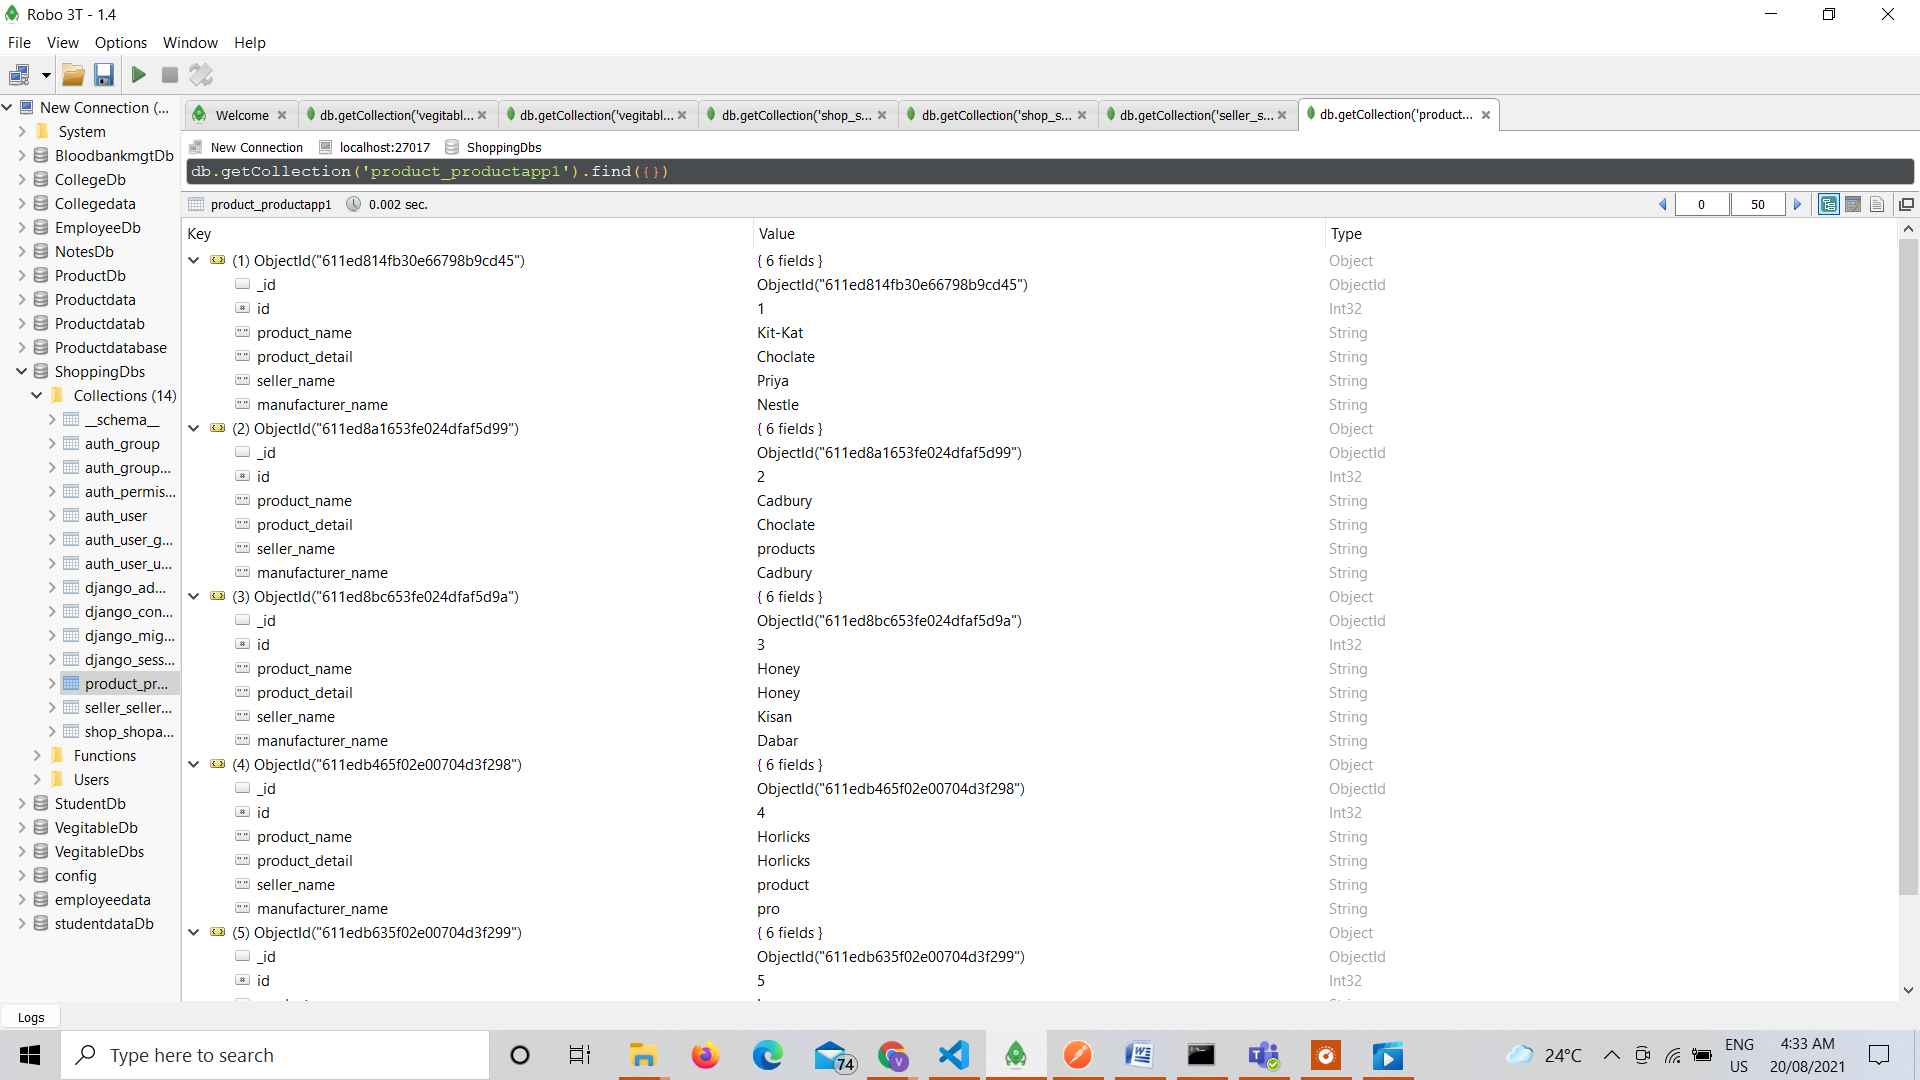 Robo 3T - 1.4
File View Options Window Help
New Connection (...
System
BloodbankmgtDb
CollegeDb
Collegedata
EmployeeDb
NotesDb
ProductDb
Productdata
Productdatab
Productdatabase
ShoppingDbs
Collections (14)
__schema__
auth_group
auth_group...
auth_permis...
auth_user
auth_user_g...
auth_user_u...
django_ad...
django_con...
django_mig...
django_sess...
product_pr...
seller_seller...
shop_shopa...
Functions
Users
StudentDb
VegitableDb
VegitableDbs
config
employeedata
studentdataDb
Welcome db.getCollection('vegitabl... db.getCollection('vegitabl... db.getCollection('shop_s... db.getCollection('shop_s... db.getCollection('seller_s... db.getCollection('product...
New Connection localhost:27017 ShoppingDbs
db.getCollection('product_productapp1').find({})
product_productapp1 0.002 sec. 0 50
Key Value Type
(1) ObjectId("611ed814fb30e66798b9cd45") { 6 fields } Object
_id ObjectId("611ed814fb30e66798b9cd45") ObjectId
id 1 Int32
product_name Kit-Kat String
product_detail Choclate String
seller_name Priya String
manufacturer_name Nestle String
(2) ObjectId("611ed8a1653fe024dfaf5d99") { 6 fields } Object
_id ObjectId("611ed8a1653fe024dfaf5d99") ObjectId
id 2 Int32
product_name Cadbury String
product_detail Choclate String
seller_name products String
manufacturer_name Cadbury String
(3) ObjectId("611ed8bc653fe024dfaf5d9a") { 6 fields } Object
_id ObjectId("611ed8bc653fe024dfaf5d9a") ObjectId
id 3 Int32
product_name Honey String
product_detail Honey String
seller_name Kisan String
manufacturer_name Dabar String
(4) ObjectId("611edb465f02e00704d3f298") { 6 fields } Object
_id ObjectId("611edb465f02e00704d3f298") ObjectId
id 4 Int32
product_name Horlicks String
product_detail Horlicks String
seller_name product String
manufacturer_name pro String
(5) ObjectId("611edb635f02e00704d3f299") { 6 fields } Object
_id ObjectId("611edb635f02e00704d3f299") ObjectId
id 5 Int32
Logs
Type here to search
74
V
24°C
ENG
US
4:33 AM
20/08/2021